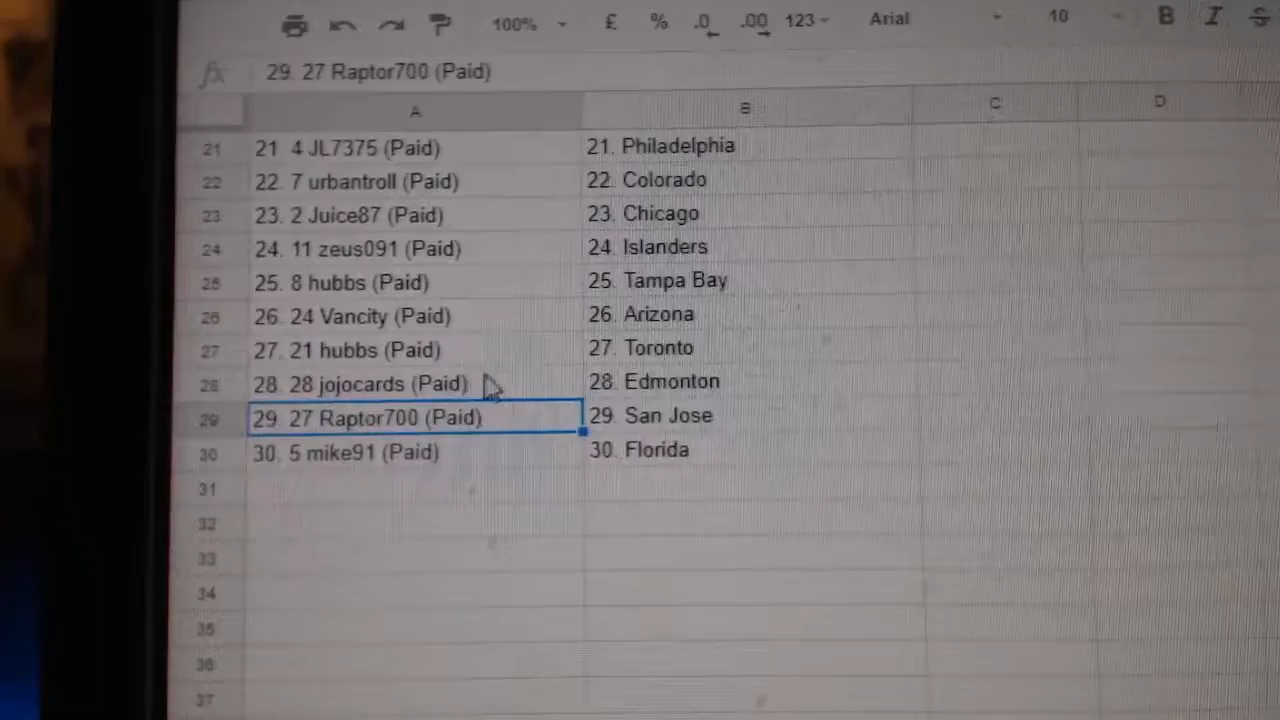 100% £ % .0 .00 123 Arial 10 B I S
fx 29. 27 Raptor700 (Paid)
A B C D
21 21 4 JL7375 (Paid) 21. Philadelphia
22 22. 7 urbantroll (Paid) 22. Colorado
23 23. 2 Juice87 (Paid) 23. Chicago
24 24. 11 zeus091 (Paid) 24. Islanders
25 25. 8 hubbs (Paid) 25. Tampa Bay
26 26. 24 Vancity (Paid) 26. Arizona
27 27. 21 hubbs (Paid) 27. Toronto
28 28. 28 jojocards (Paid) 28. Edmonton
29 29 27 Raptor700 (Paid) 29. San Jose
30 30. 5 mike91 (Paid) 30. Florida
31
32
33
34
35
36
37